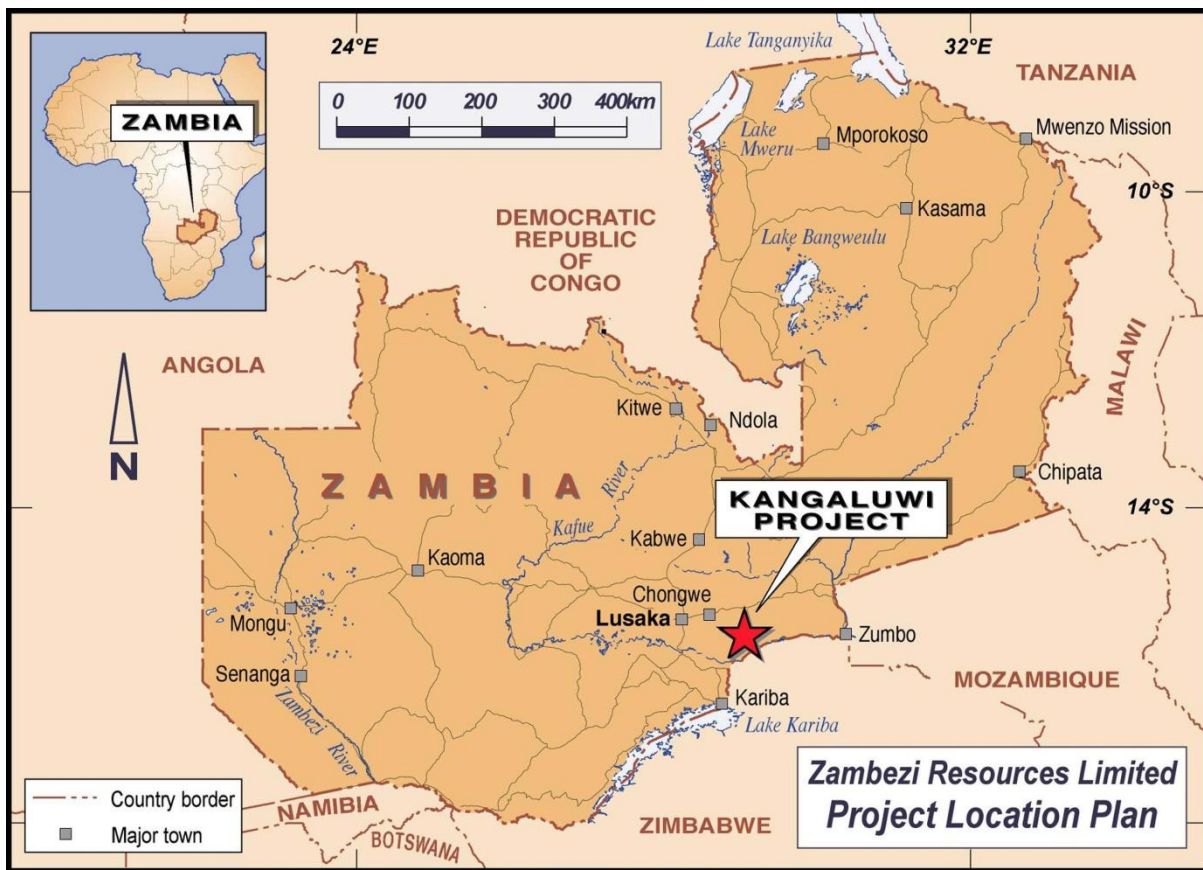 24°E
32°E
Lake Tanganyika
TANZANIA
ZAMBIA
0 100 200 300 400km
Lake
Mweru
Mporokoso
Mwenzo Mission
10°S
Kasama
DEMOCRATIC
REPUBLIC
OF
CONGO
Lake Bangweulu
ANGOLA
MALAWI
N
Kitwe
Ndola
ZAMBIA
River
Kafue
Chipata
KANGALUWI
PROJECT
14°S
Kabwe
Kaoma
Chongwe
Lusaka
Mongu
Zumbo
Senanga
MOZAMBIQUE
Zambezi River
Kariba
Lake Kariba
Zambezi Resources Limited
Project Location Plan
Country border
Major town
NAMIBIA
BOTSWANA
ZIMBABWE